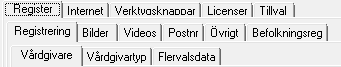 Register Internet Verktygsknappar Licenser Tillval
Registrering Bilder Videos Postnr Övrigt Befolkningsreg
Vårdgivare Vårdgivartyp Flervalsdata